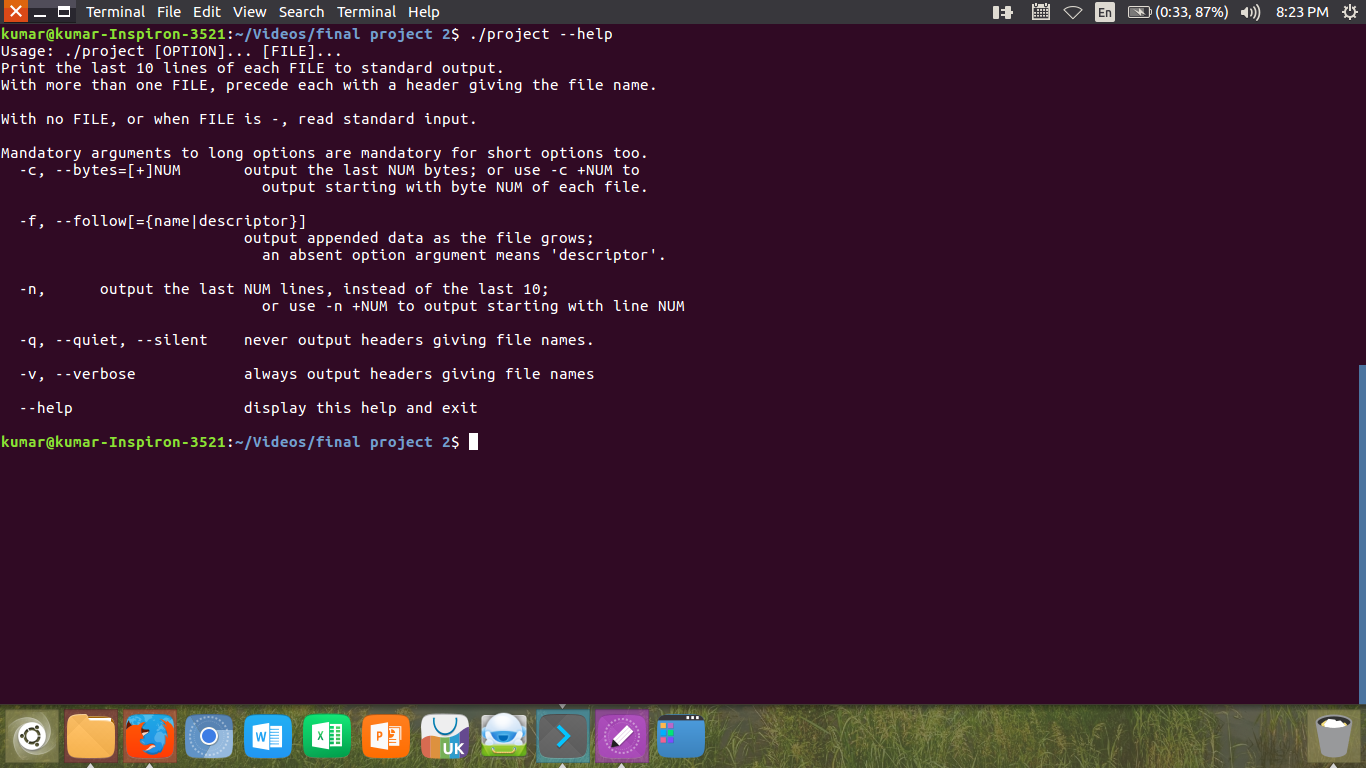 Terminal File Edit View Search Terminal Help En (0:33, 87%) 8:23 PM
kumar@kumar-Inspiron-3521:~/Videos/final project 2$ ./project --help
Usage: ./project [OPTION]... [FILE]...
Print the last 10 lines of each FILE to standard output.
With more than one FILE, precede each with a header giving the file name.
With no FILE, or when FILE is -, read standard input.
Mandatory arguments to long options are mandatory for short options too.
-c, --bytes=[+]NUM output the last NUM bytes; or use -c +NUM to
output starting with byte NUM of each file.
-f, --follow[={name|descriptor}]
output appended data as the file grows;
an absent option argument means 'descriptor'.
-n, output the last NUM lines, instead of the last 10;
or use -n +NUM to output starting with line NUM
-q, --quiet, --silent never output headers giving file names.
-v, --verbose always output headers giving file names
--help display this help and exit
kumar@kumar-Inspiron-3521:~/Videos/final project 2$
W X P UK